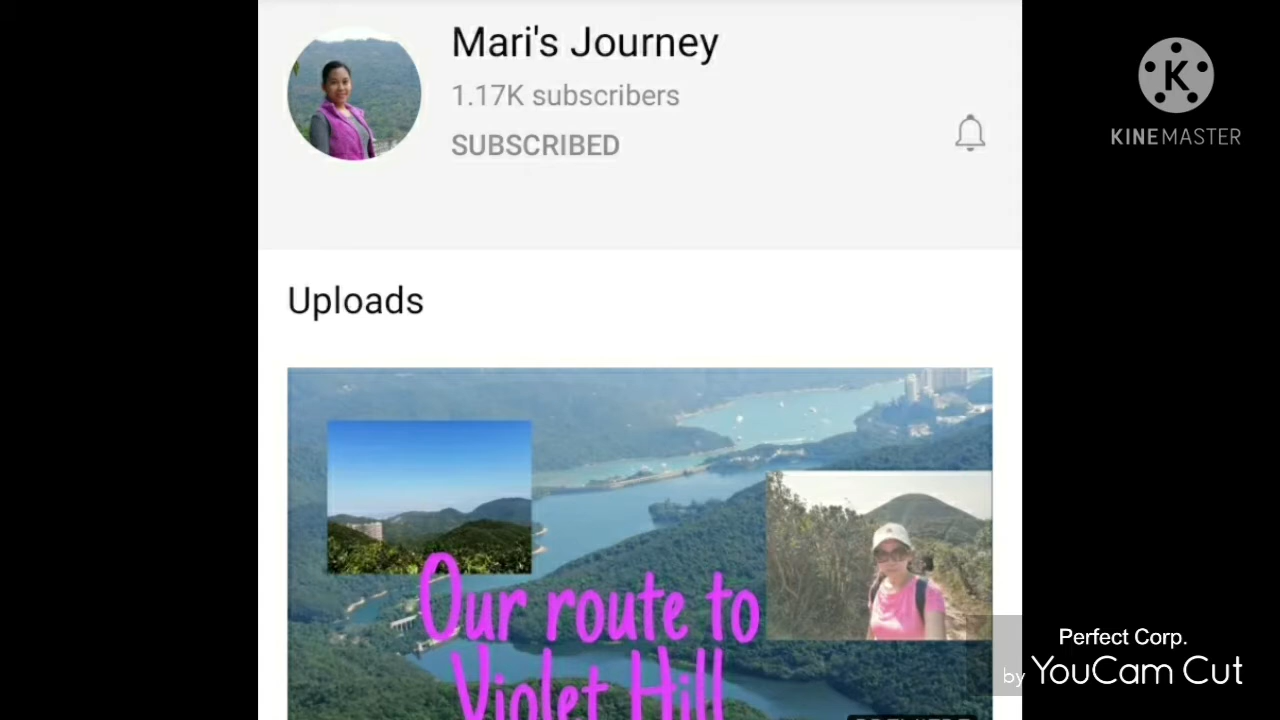 Mari's Journey
1.17K subscribers
SUBSCRIBED
K
KINEMASTER
Uploads
Our route to
Violet Hill
Perfect Corp.
by YouCam Cut